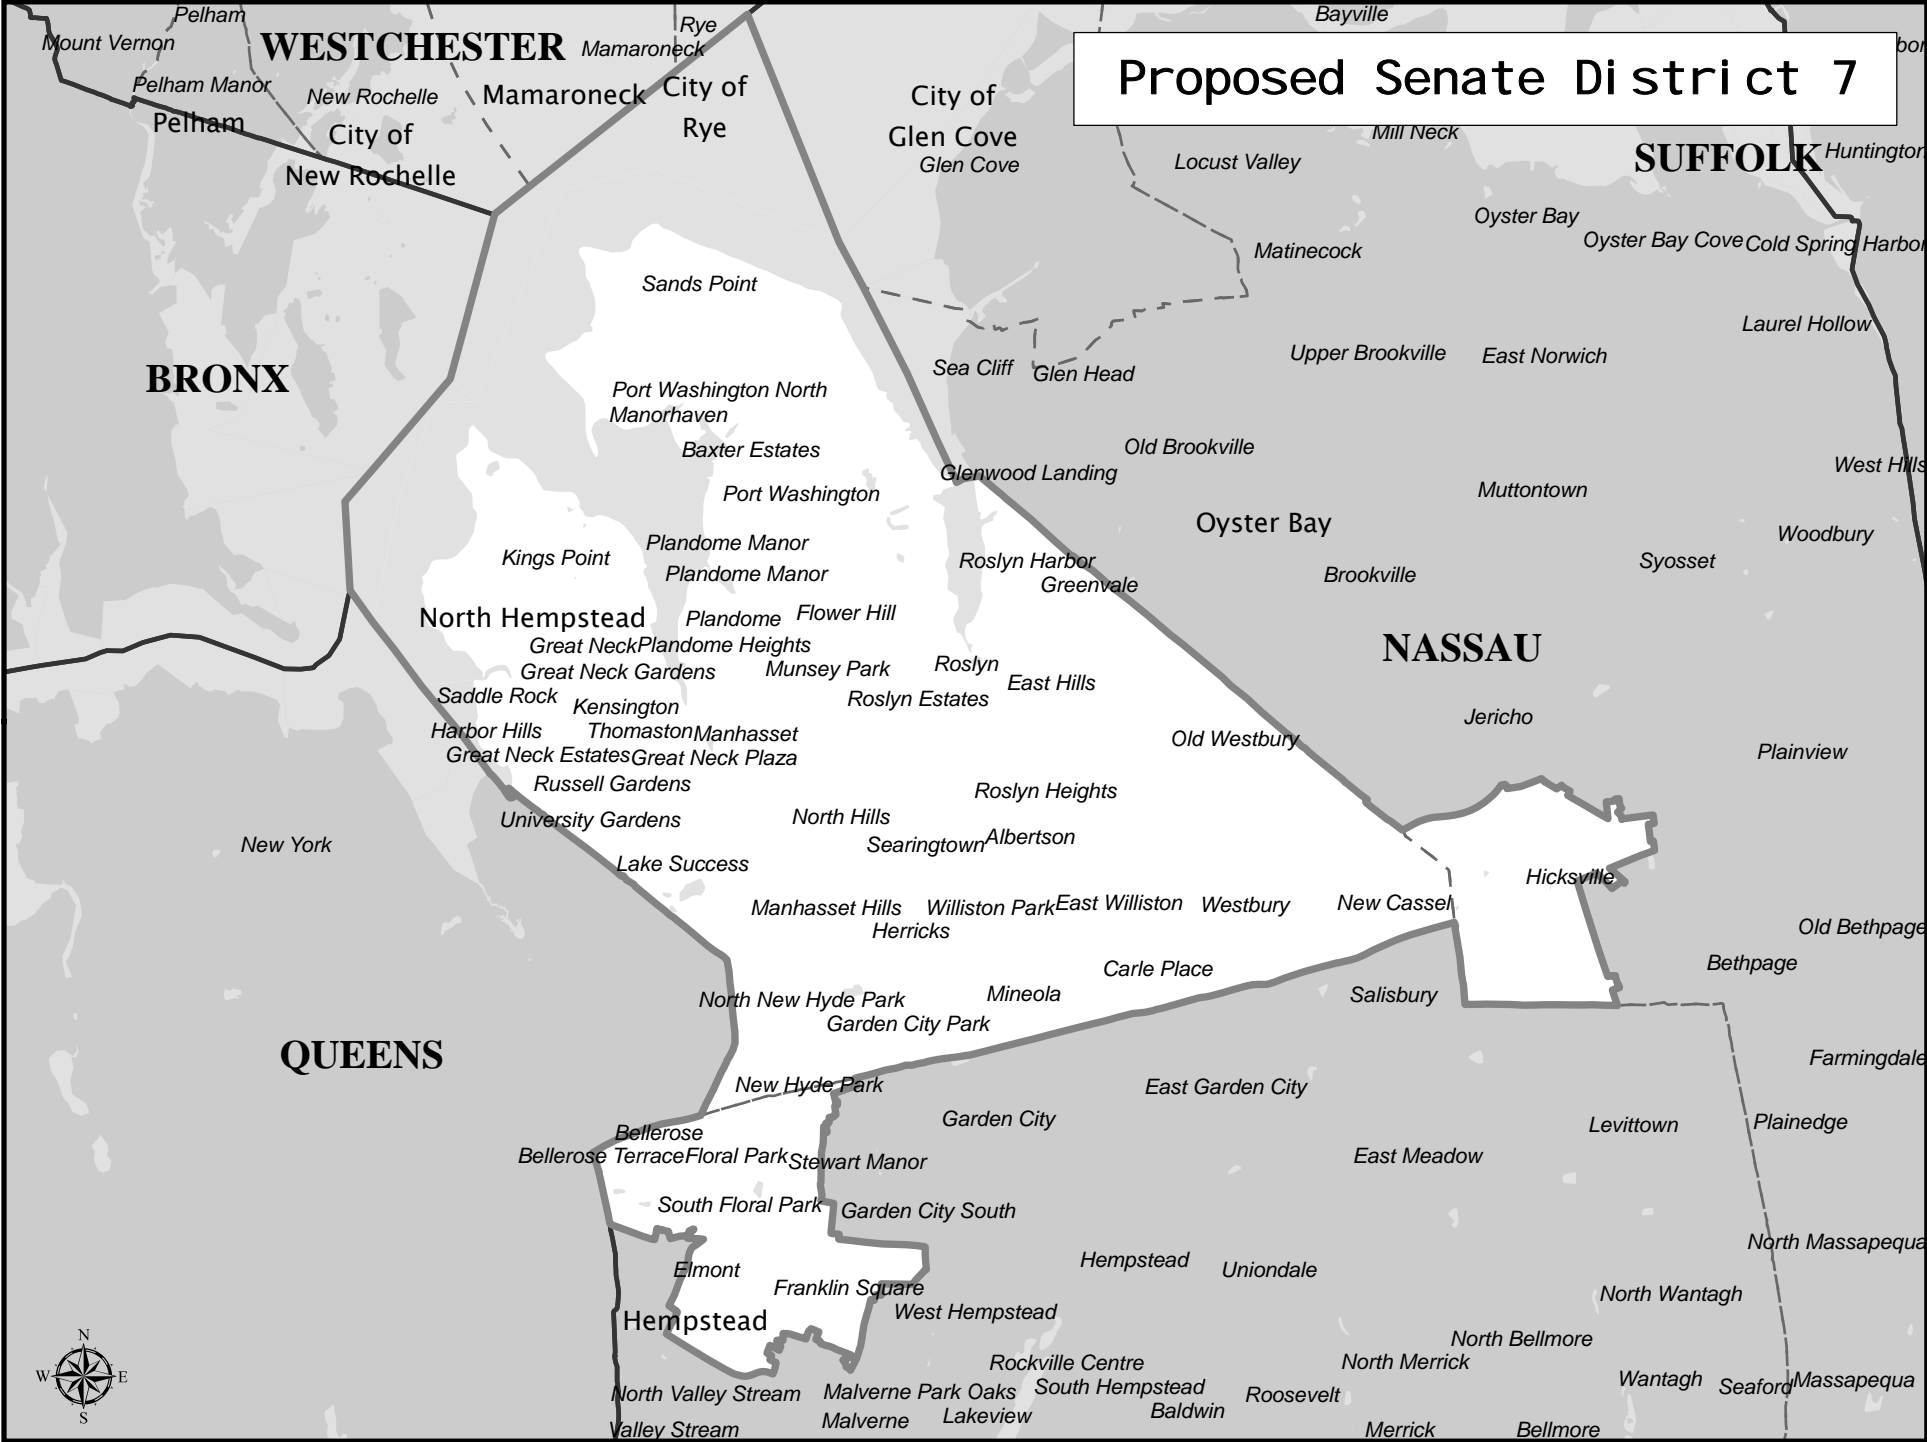 Proposed Senate District 7
Pelham
Mount Vernon
WESTCHESTER
Rye
Mamaroneck
Bayville
Pelham Manor
New Rochelle
Mamaroneck
City of
Rye
City of
Glen Cove
Glen Cove
Pelham
City of
New Rochelle
Mill Neck
Locust Valley
SUFFOLK
Huntington
Oyster Bay
Oyster Bay Cove
Cold Spring Harbor
Matinecock
Sands Point
Laurel Hollow
BRONX
Upper Brookville
East Norwich
Sea Cliff
Glen Head
Port Washington North
Manorhaven
Baxter Estates
Old Brookville
Glenwood Landing
West Hills
Port Washington
Muttontown
Oyster Bay
Woodbury
Plandome Manor
Kings Point
Roslyn Harbor
Syosset
Plandome Manor
Greenvale
Brookville
North Hempstead
Plandome
Flower Hill
Great Neck
Plandome Heights
NASSAU
Great Neck Gardens
Munsey Park
Roslyn
East Hills
Saddle Rock
Kensington
Roslyn Estates
Jericho
Harbor Hills
Thomaston
Manhasset
Old Westbury
Great Neck Estates
Great Neck Plaza
Plainview
Russell Gardens
Roslyn Heights
University Gardens
North Hills
New York
Searingtown
Albertson
Lake Success
Hicksville
Manhasset Hills
Williston Park
East Williston
Westbury
New Cassel
Herricks
Old Bethpage
Carle Place
Bethpage
North New Hyde Park
Mineola
Salisbury
Garden City Park
QUEENS
Farmingdale
New Hyde Park
East Garden City
Garden City
Levittown
Plainedge
Bellerose
Bellerose Terrace
Floral Park
Stewart Manor
East Meadow
South Floral Park
Garden City South
North Massapequa
Hempstead
Uniondale
Elmont
Franklin Square
North Wantagh
Hempstead
West Hempstead
North Bellmore
Rockville Centre
North Merrick
North Valley Stream
Malverne Park Oaks
South Hempstead
Roosevelt
Wantagh
Seaford
Massapequa
Malverne
Lakeview
Baldwin
Valley Stream
Merrick
Bellmore
N
W
E
S